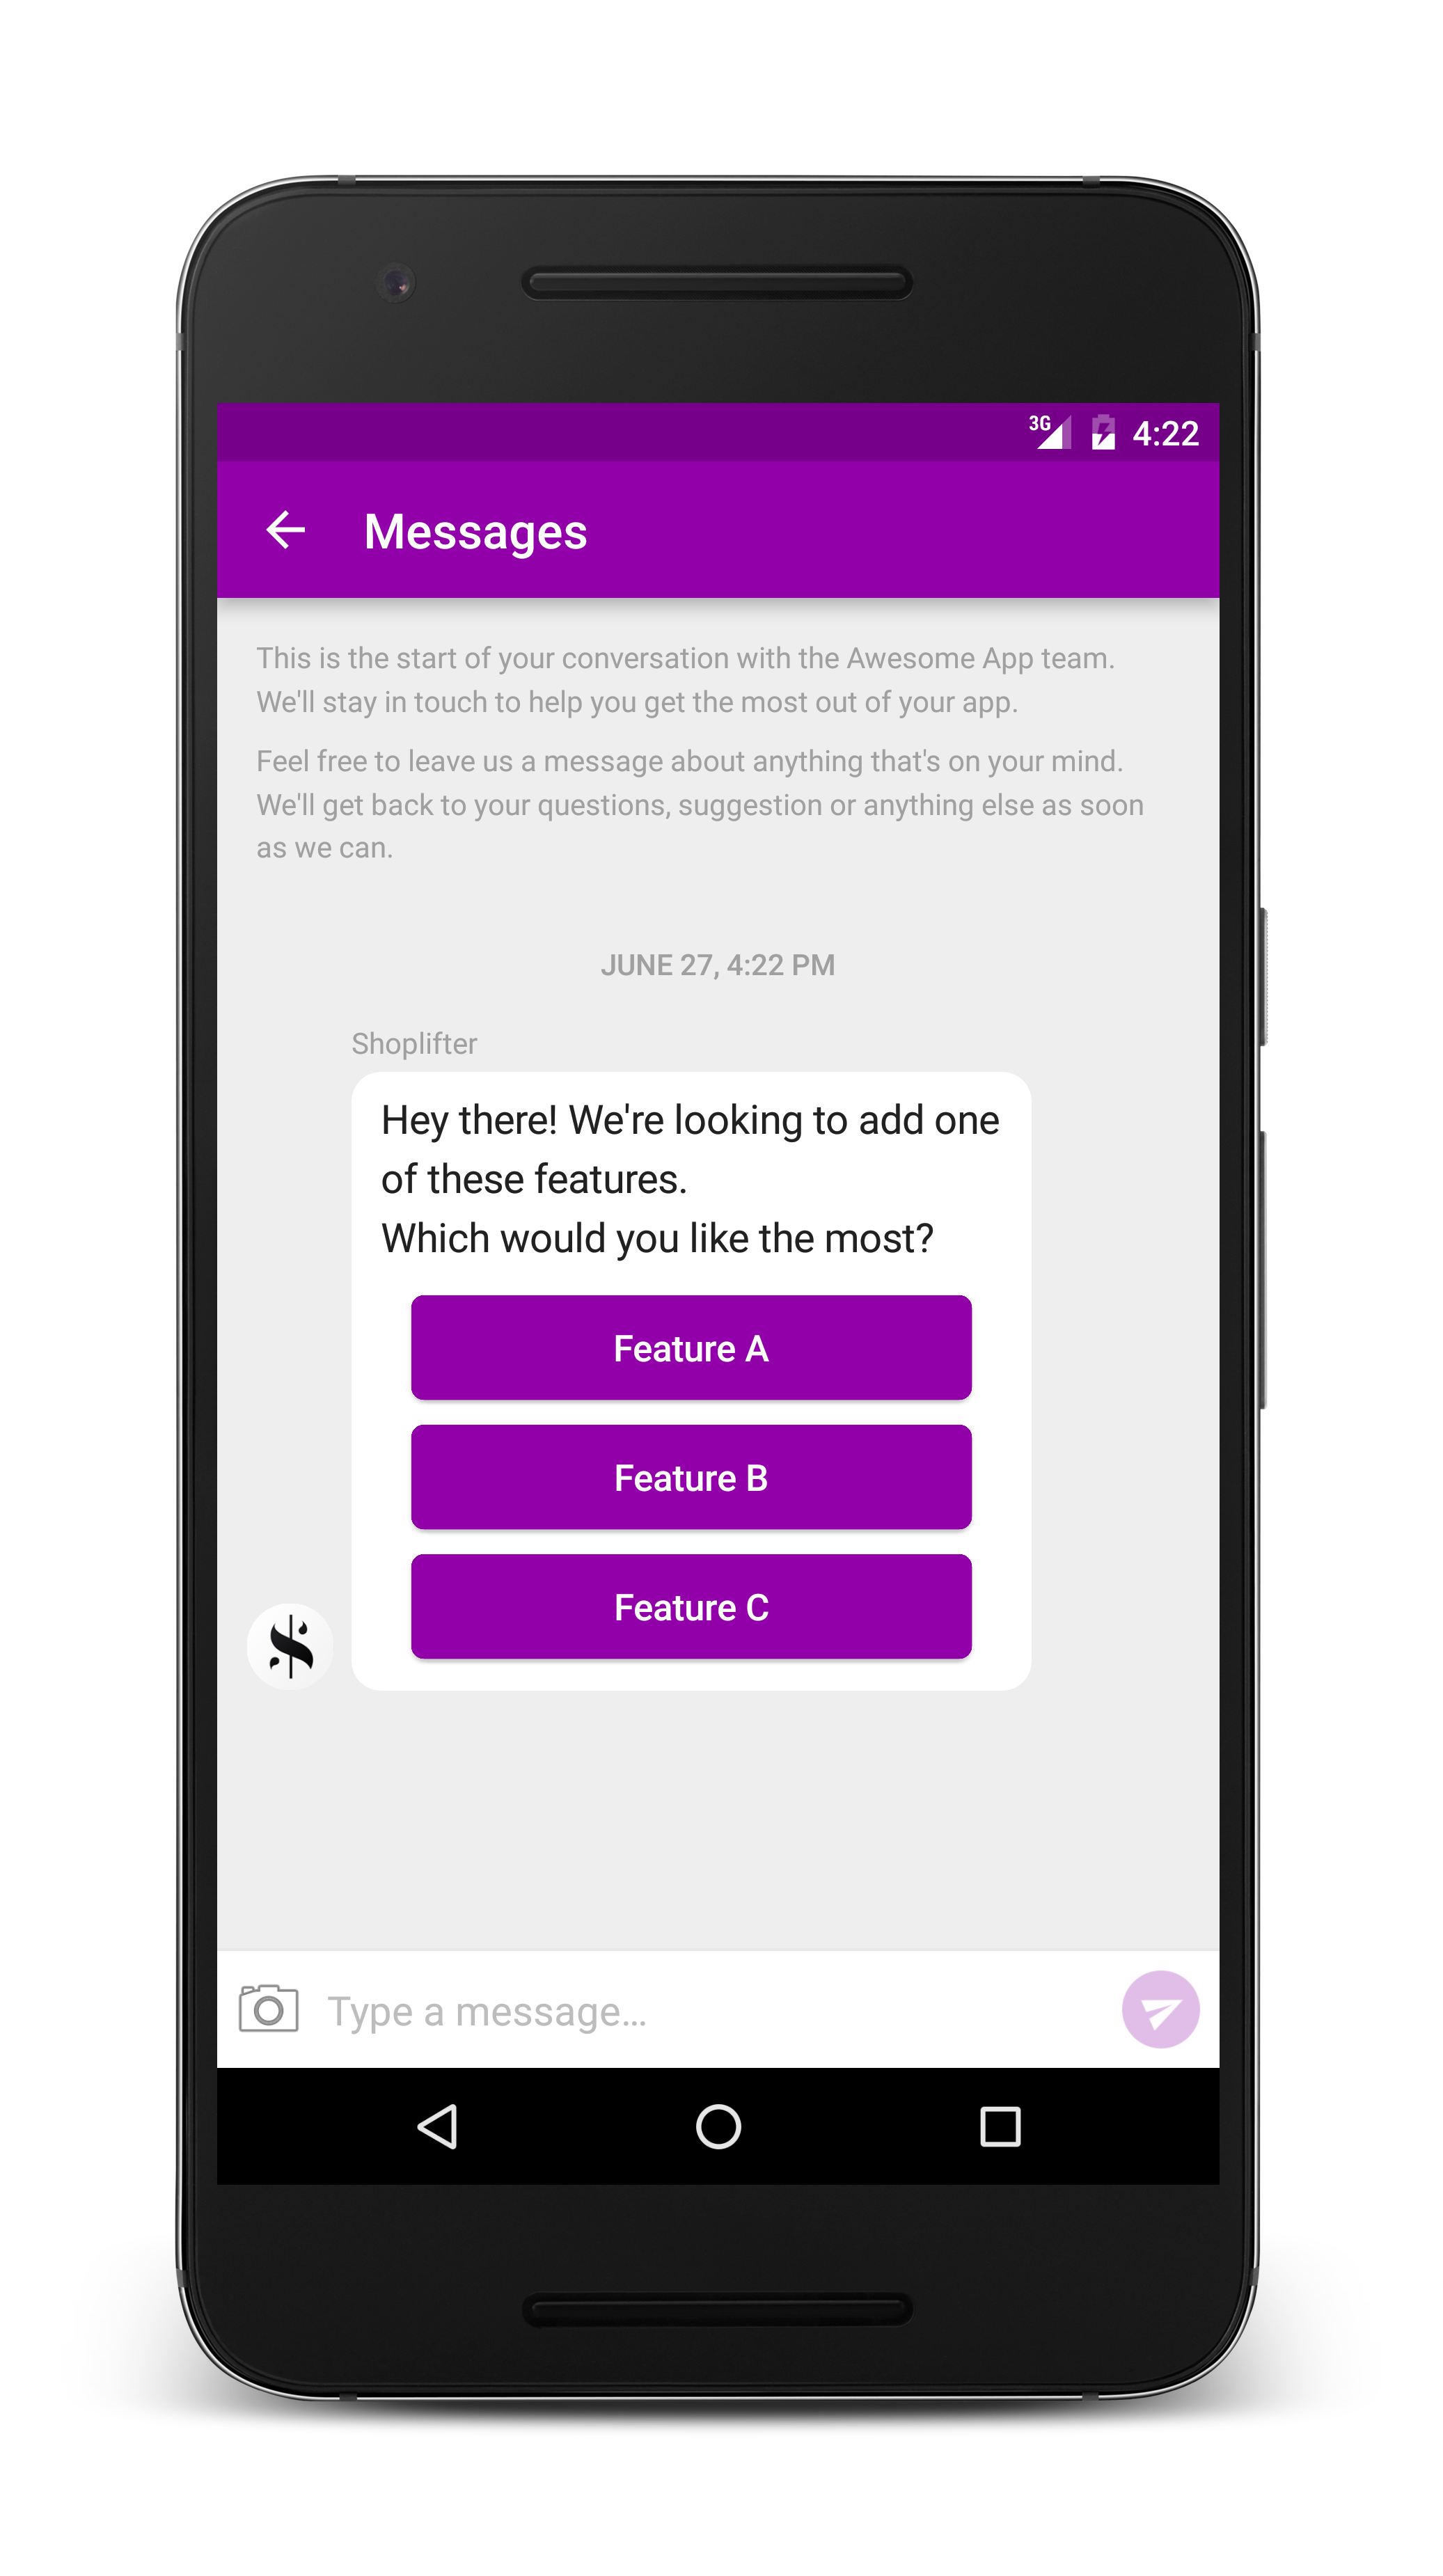 3G 4:22
Messages
This is the start of your conversation with the Awesome App team.
We'll stay in touch to help you get the most out of your app.
Feel free to leave us a message about anything that's on your mind.
We'll get back to your questions, suggestion or anything else as soon
as we can.
JUNE 27, 4:22 PM
Shoplifter
Hey there! We're looking to add one
of these features.
Which would you like the most?
Feature A
Feature B
Feature C
Type a message...